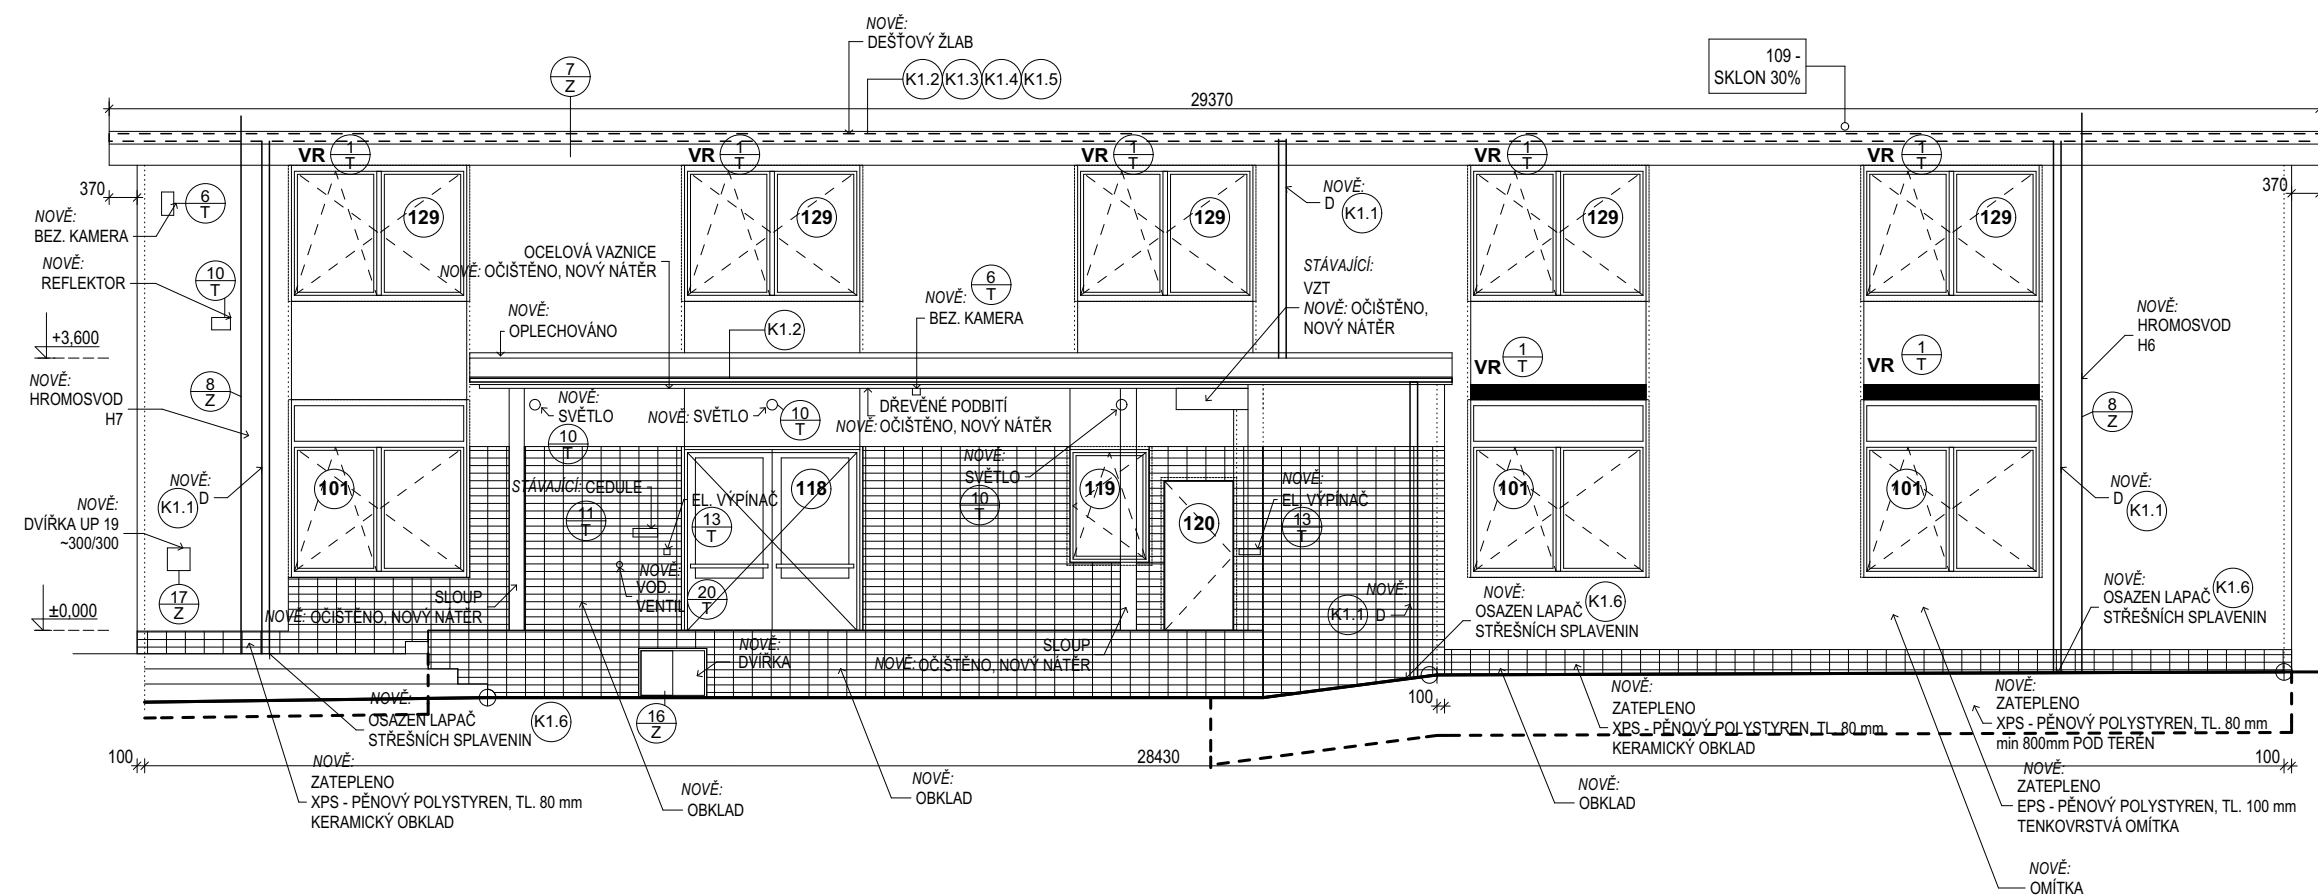 NOVĚ:
DEŠŤOVÝ ŽLAB
7
Z
K1.2 K1.3 K1.4 K1.5
109 -
SKLON 30%
29370
VR 1
T
VR 1
T
VR 1
T
VR 1
T
VR 1
T
370
370
129
129
129
129
129
6
T
NOVĚ:
BEZ. KAMERA
NOVĚ:
REFLEKTOR
10
T
OCELOVÁ VAZNICE
NOVĚ: OČIŠTĚNO, NOVÝ NÁTĚR
NOVĚ:
OPLECHOVÁNO
K1.2
6
T
NOVĚ:
BEZ. KAMERA
NOVĚ:
D
K1.1
STÁVAJÍCÍ:
VZT
NOVĚ: OČIŠTĚNO,
NOVÝ NÁTĚR
NOVĚ:
HROMOSVOD
H6
+3,600
VR 1
T
VR 1
T
NOVĚ:
HROMOSVOD
H7
8
Z
8
Z
NOVĚ:
SVĚTLO
10
T
NOVĚ: SVĚTLO
10
T
DŘEVĚNÉ PODBITÍ
NOVĚ: OČIŠTĚNO, NOVÝ NÁTĚR
NOVĚ:
SVĚTLO
10
T
NOVĚ:
D
K1.1
NOVĚ:
DVÍŘKA UP 19
~300/300
17
Z
101
STÁVAJÍCÍ: CEDULE
11
T
EL. VÝPÍNAČ
13
T
118
119
120
NOVĚ:
EL. VÝPÍNAČ
13
T
101
101
NOVĚ:
D
K1.1
NOVĚ:
VOD.
VENTIL
20
T
±0,000
SLOUP
NOVĚ: OČIŠTĚNO, NOVÝ NÁTĚR
NOVĚ:
DVÍŘKA
SLOUP
NOVĚ: OČIŠTĚNO, NOVÝ NÁTĚR
NOVĚ:
D
K1.1
NOVĚ:
OSAZEN LAPAČ
STŘEŠNÍCH SPLAVENIN
K1.6
NOVĚ:
OSAZEN LAPAČ
STŘEŠNÍCH SPLAVENIN
K1.6
NOVĚ:
OSAZEN LAPAČ
STŘEŠNÍCH SPLAVENIN
K1.6
16
Z
100
NOVĚ:
ZATEPLENO
XPS - PĚNOVÝ POLYSTYREN, TL. 80 mm
KERAMICKÝ OBKLAD
NOVĚ:
ZATEPLENO
XPS - PĚNOVÝ POLYSTYREN, TL. 80 mm
min 800mm POD TERÉN
100
28430
100
NOVĚ:
ZATEPLENO
XPS - PĚNOVÝ POLYSTYREN, TL. 80 mm
KERAMICKÝ OBKLAD
NOVĚ:
OBKLAD
NOVĚ:
OBKLAD
NOVĚ:
OBKLAD
NOVĚ:
ZATEPLENO
EPS - PĚNOVÝ POLYSTYREN, TL. 100 mm
TENKOVRSTVÁ OMÍTKA
NOVĚ:
OMÍTKA